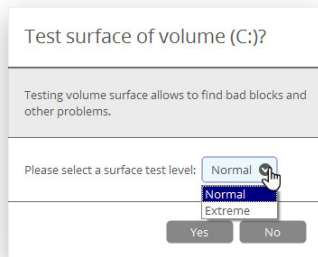 Test surface of volume (C:)?
Testing volume surface allows to find bad blocks and
other problems.
Please select a surface test level: Normal
Normal
Extreme
Yes No